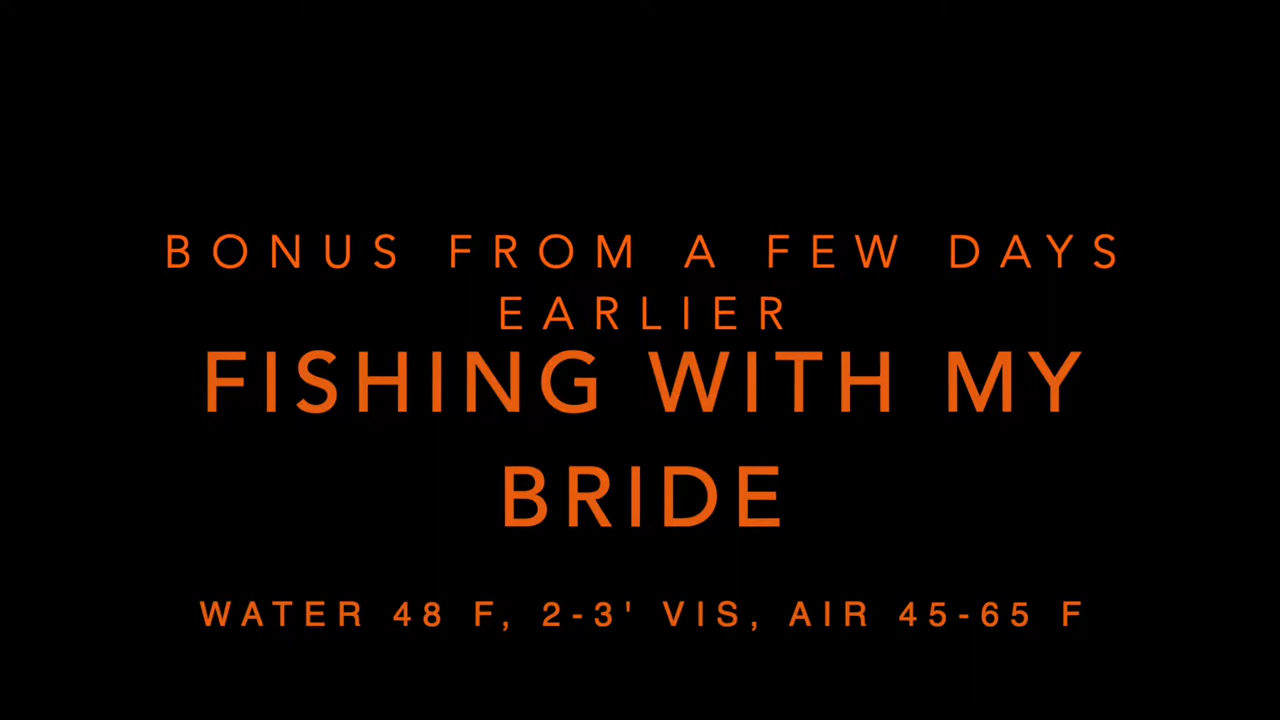 BONUS FROM A FEW DAYS
EARLIER
FISHING WITH MY
BRIDE
WATER 48 F, 2-3' VIS, AIR 45-65 F